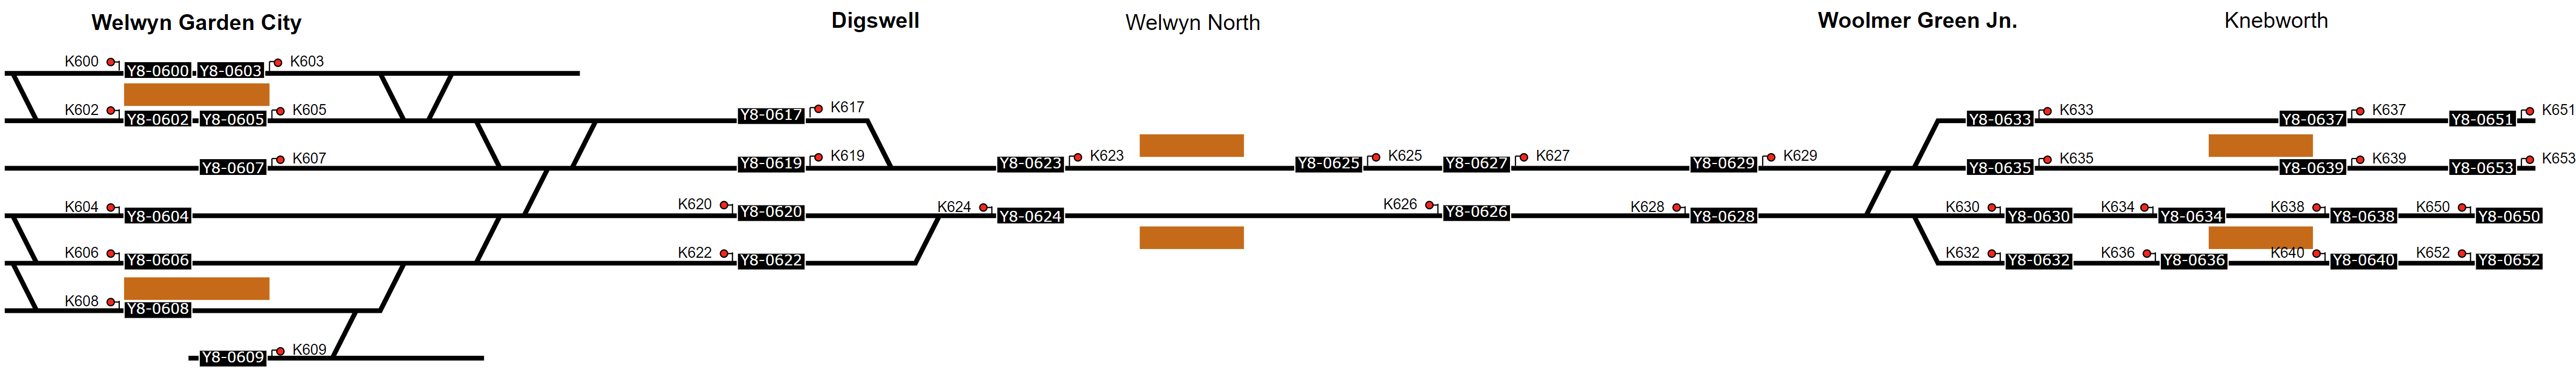 Welwyn Garden City Digswell Welwyn North Woolmer Green Jn. Knebworth
K600 Y8-0600 Y8-0603 K603
K602 Y8-0602 Y8-0605 K605 Y8-0617 K617 Y8-0633 K633 Y8-0637 K637 Y8-0651 K651
Y8-0607 K607 Y8-0619 K619 Y8-0623 K623 Y8-0625 K625 Y8-0627 K627 Y8-0629 K629 Y8-0635 K635 Y8-0639 K639 Y8-0653 K653
K604 Y8-0604 K620 Y8-0620 K624 Y8-0624 K626 Y8-0626 K628 Y8-0628 K630 Y8-0630 K634 Y8-0634 K638 Y8-0638 K650 Y8-0650
K606 Y8-0606 K622 Y8-0622 K632 Y8-0632 K636 Y8-0636 K640 Y8-0640 K652 Y8-0652
K608 Y8-0608
Y8-0609 K609